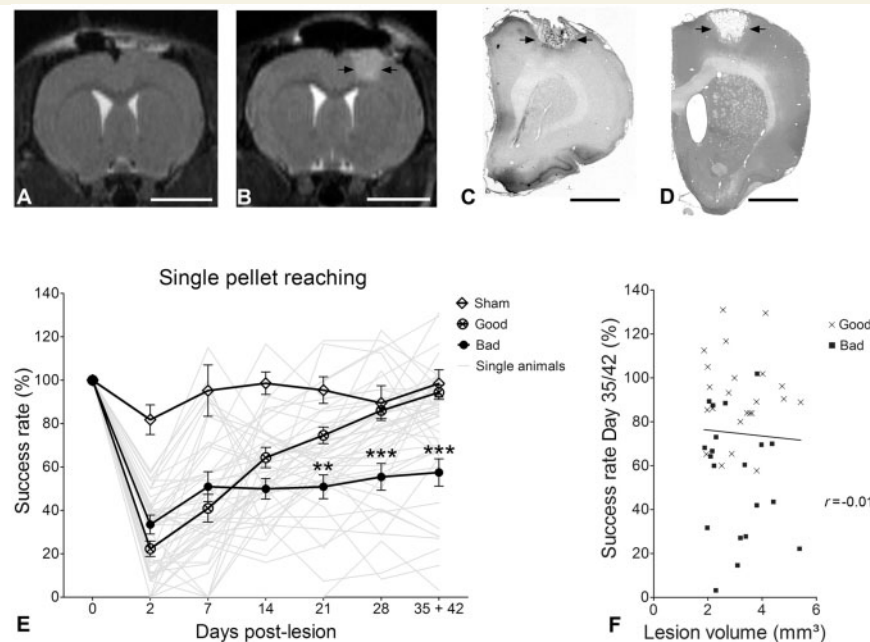 A
B
C
D
Single pellet reaching
Success rate (%)
140
120
100
80
60
40
20
0
0 2 7 14 21 28 35 + 42
Days post-lesion
** *** ***
Sham
Good
Bad
Single animals
E
Success rate Day 35/42 (%)
140
120
100
80
60
40
20
0
0 2 4 6
Lesion volume (mm³)
Good
Bad
r=-0.01
F